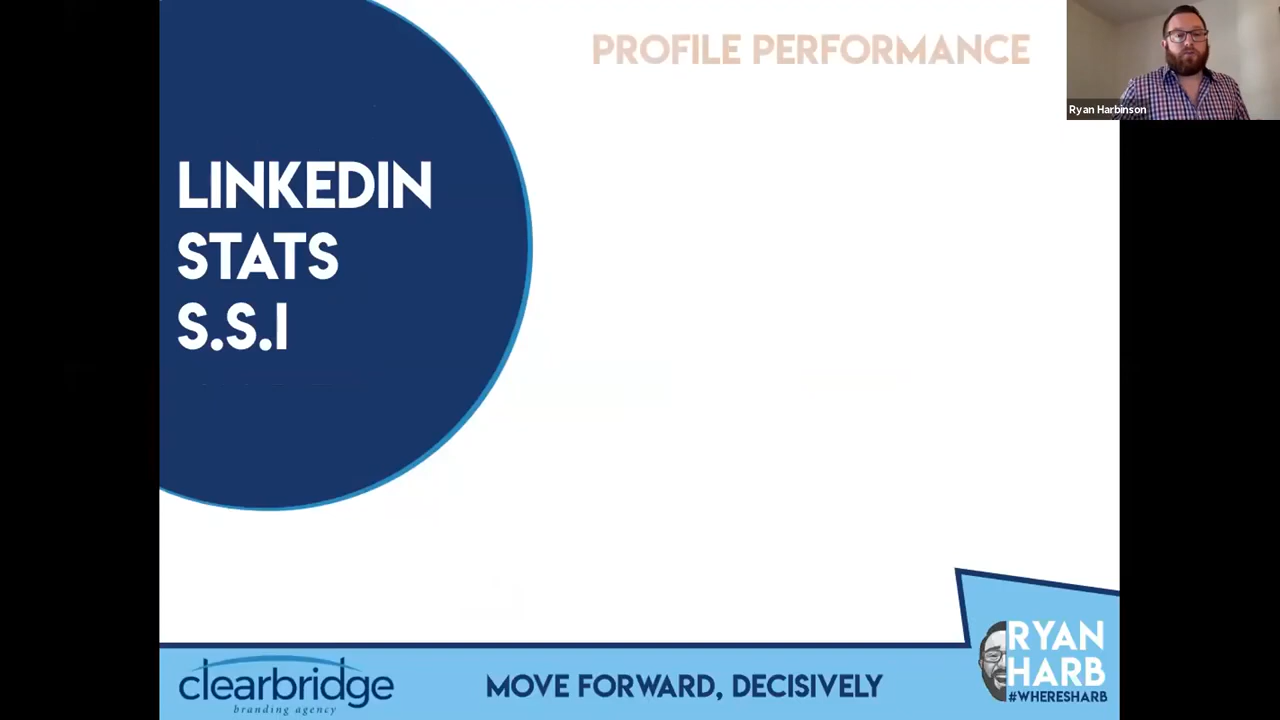 PROFILE PERFORMANCE
Ryan Harbinson
LINKEDIN
STATS
S.S.I
clearbridge
branding agency
MOVE FORWARD, DECISIVELY
RYAN
HARB
#WHERESHARB